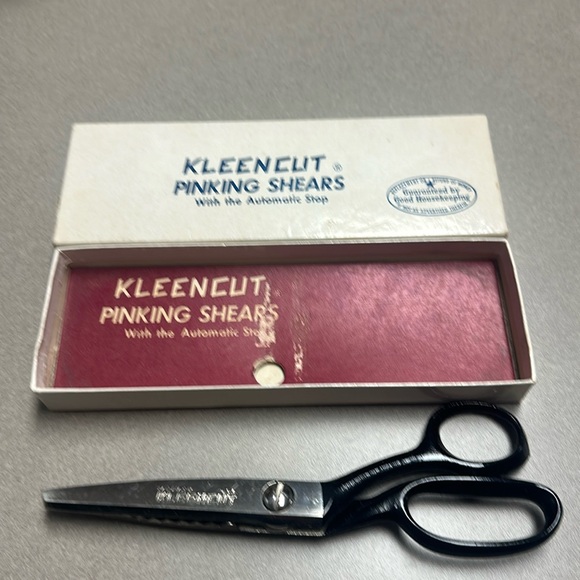 KLEENCUT ®
PINKING SHEARS
With the Automatic Stop
Guaranteed by
Good Housekeeping
KLEENCUT
PINKING SHEARS
With the Automatic Stop